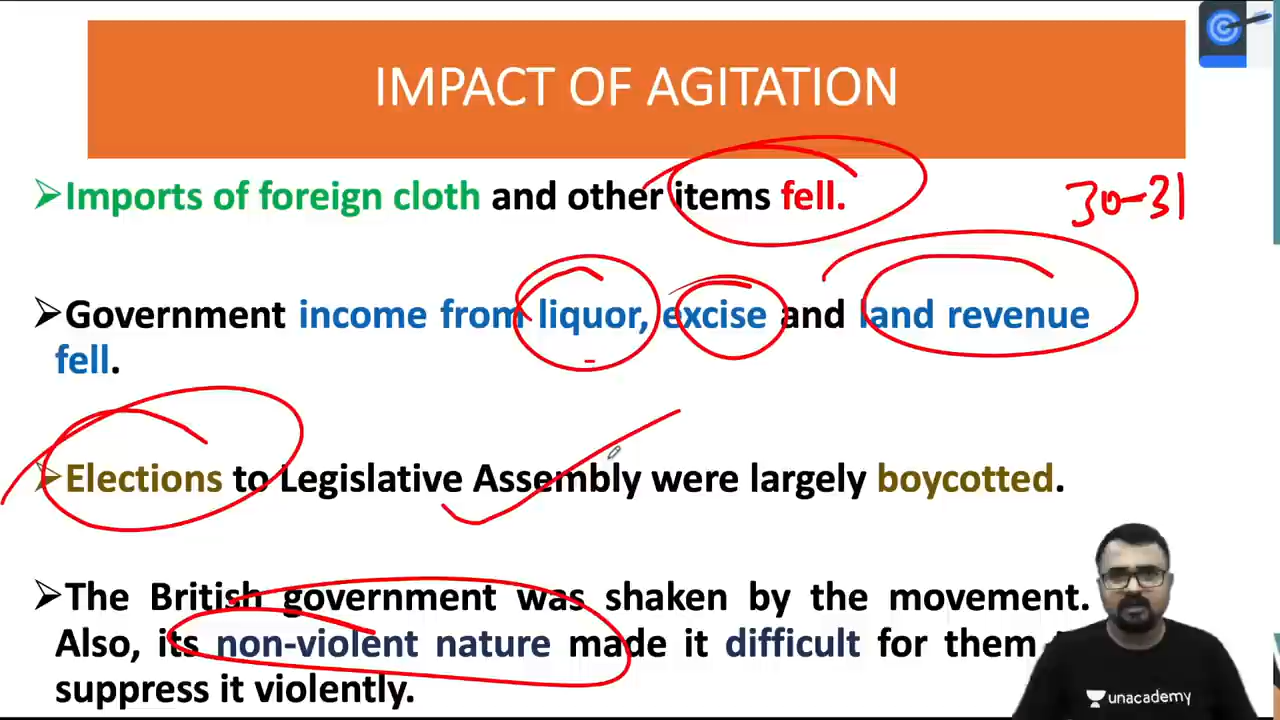 IMPACT OF AGITATION
➢Imports of foreign cloth and other items fell.
30-31
➢Government income from liquor, excise and land revenue
fell.
➢Elections to Legislative Assembly were largely boycotted.
➢The British government was shaken by the movement.
Also, its non-violent nature made it difficult for them
suppress it violently.
unacademy